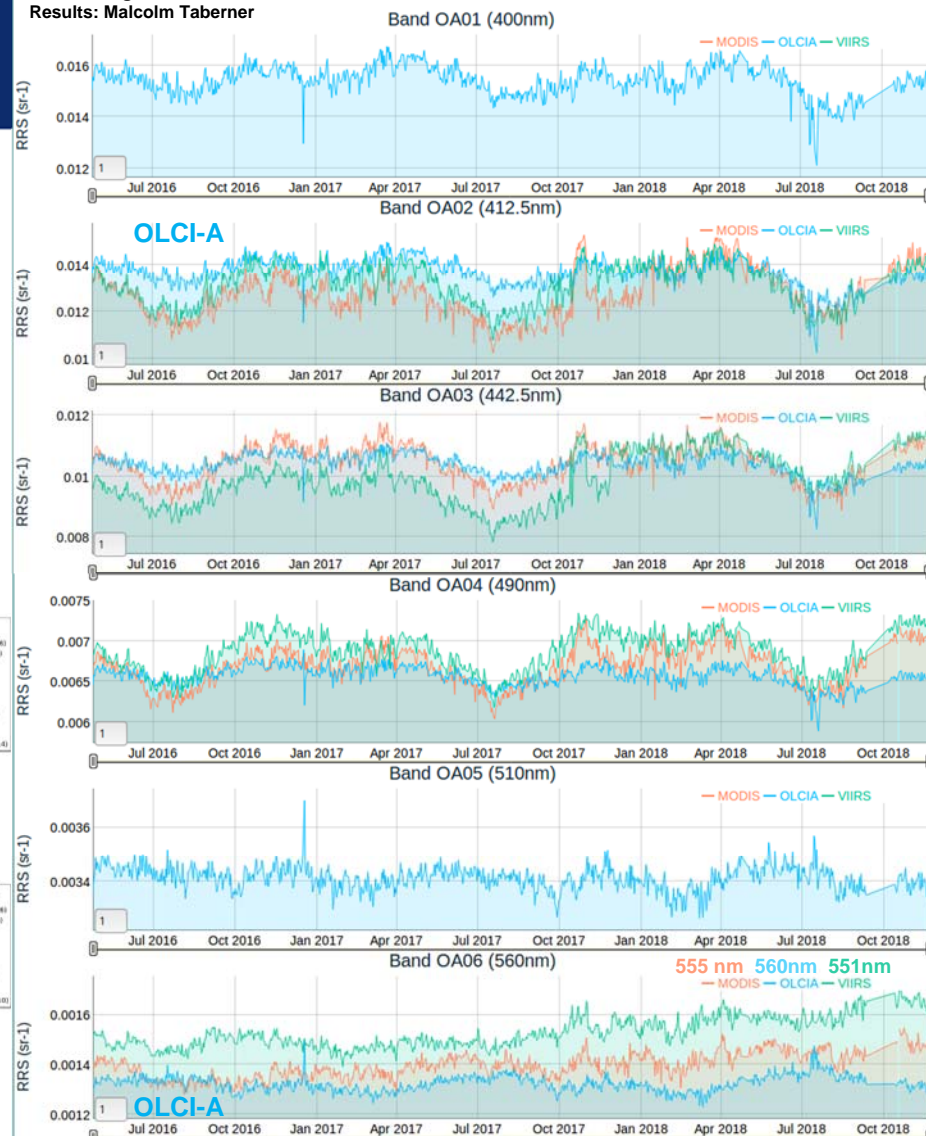 Results: Malcolm Taberner
Band OA01 (400nm)
MODIS OLCIA VIIRS
RRS (sr-1)
0.016
0.014
0.012
1
Jul 2016 Oct 2016 Jan 2017 Apr 2017 Jul 2017 Oct 2017 Jan 2018 Apr 2018 Jul 2018 Oct 2018
Band OA02 (412.5nm)
OLCI-A
MODIS OLCIA VIIRS
RRS (sr-1)
0.014
0.012
0.01
1
Jul 2016 Oct 2016 Jan 2017 Apr 2017 Jul 2017 Oct 2017 Jan 2018 Apr 2018 Jul 2018 Oct 2018
Band OA03 (442.5nm)
MODIS OLCIA VIIRS
RRS (sr-1)
0.012
0.01
0.008
1
Jul 2016 Oct 2016 Jan 2017 Apr 2017 Jul 2017 Oct 2017 Jan 2018 Apr 2018 Jul 2018 Oct 2018
Band OA04 (490nm)
MODIS OLCIA VIIRS
RRS (sr-1)
0.0075
0.007
0.0065
0.006
1
Jul 2016 Oct 2016 Jan 2017 Apr 2017 Jul 2017 Oct 2017 Jan 2018 Apr 2018 Jul 2018 Oct 2018
Band OA05 (510nm)
MODIS OLCIA VIIRS
RRS (sr-1)
0.0036
0.0034
1
Jul 2016 Oct 2016 Jan 2017 Apr 2017 Jul 2017 Oct 2017 Jan 2018 Apr 2018 Jul 2018 Oct 2018
Band OA06 (560nm)
555 nm 560nm 551nm
MODIS OLCIA VIIRS
RRS (sr-1)
0.0016
0.0014
0.0012
1
OLCI-A
Jul 2016 Oct 2016 Jan 2017 Apr 2017 Jul 2017 Oct 2017 Jan 2018 Apr 2018 Jul 2018 Oct 2018